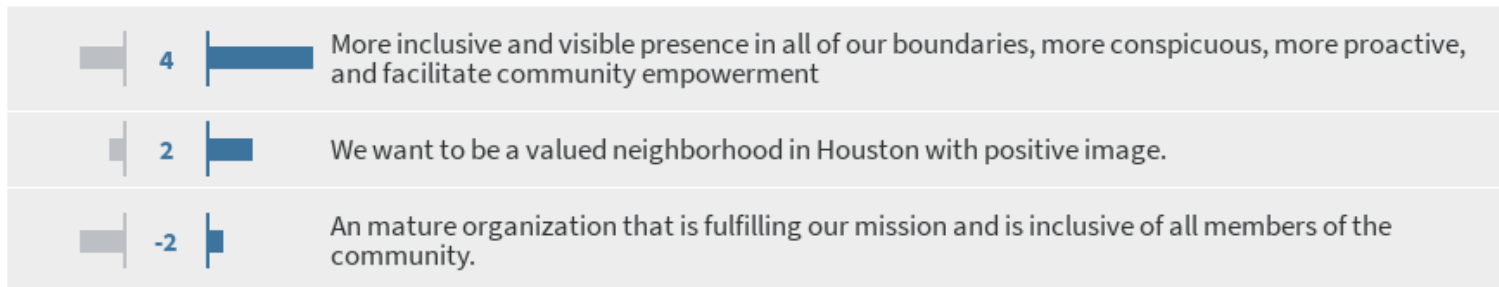 4
More inclusive and visible presence in all of our boundaries, more conspicuous, more proactive,
and facilitate community empowerment
2
We want to be a valued neighborhood in Houston with positive image.
-2
An mature organization that is fulfilling our mission and is inclusive of all members of the
community.